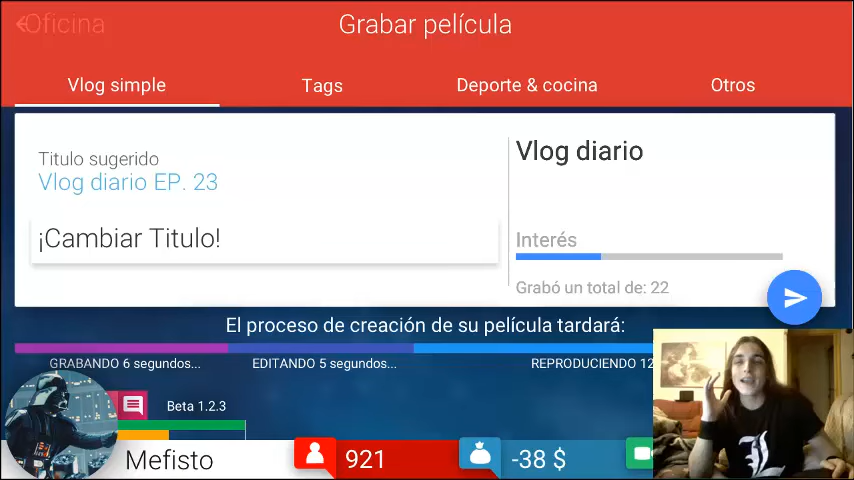 Oficina
Grabar película
Vlog simple
Tags
Deporte & cocina
Otros
Titulo sugerido
Vlog diario EP. 23
¡Cambiar Titulo!
Vlog diario
Interés
Grabó un total de: 22
El proceso de creación de su película tardará:
GRABANDO 6 segundos...
EDITANDO 5 segundos...
REPRODUCIENDO 12
Beta 1.2.3
Mefisto
921
-38 $